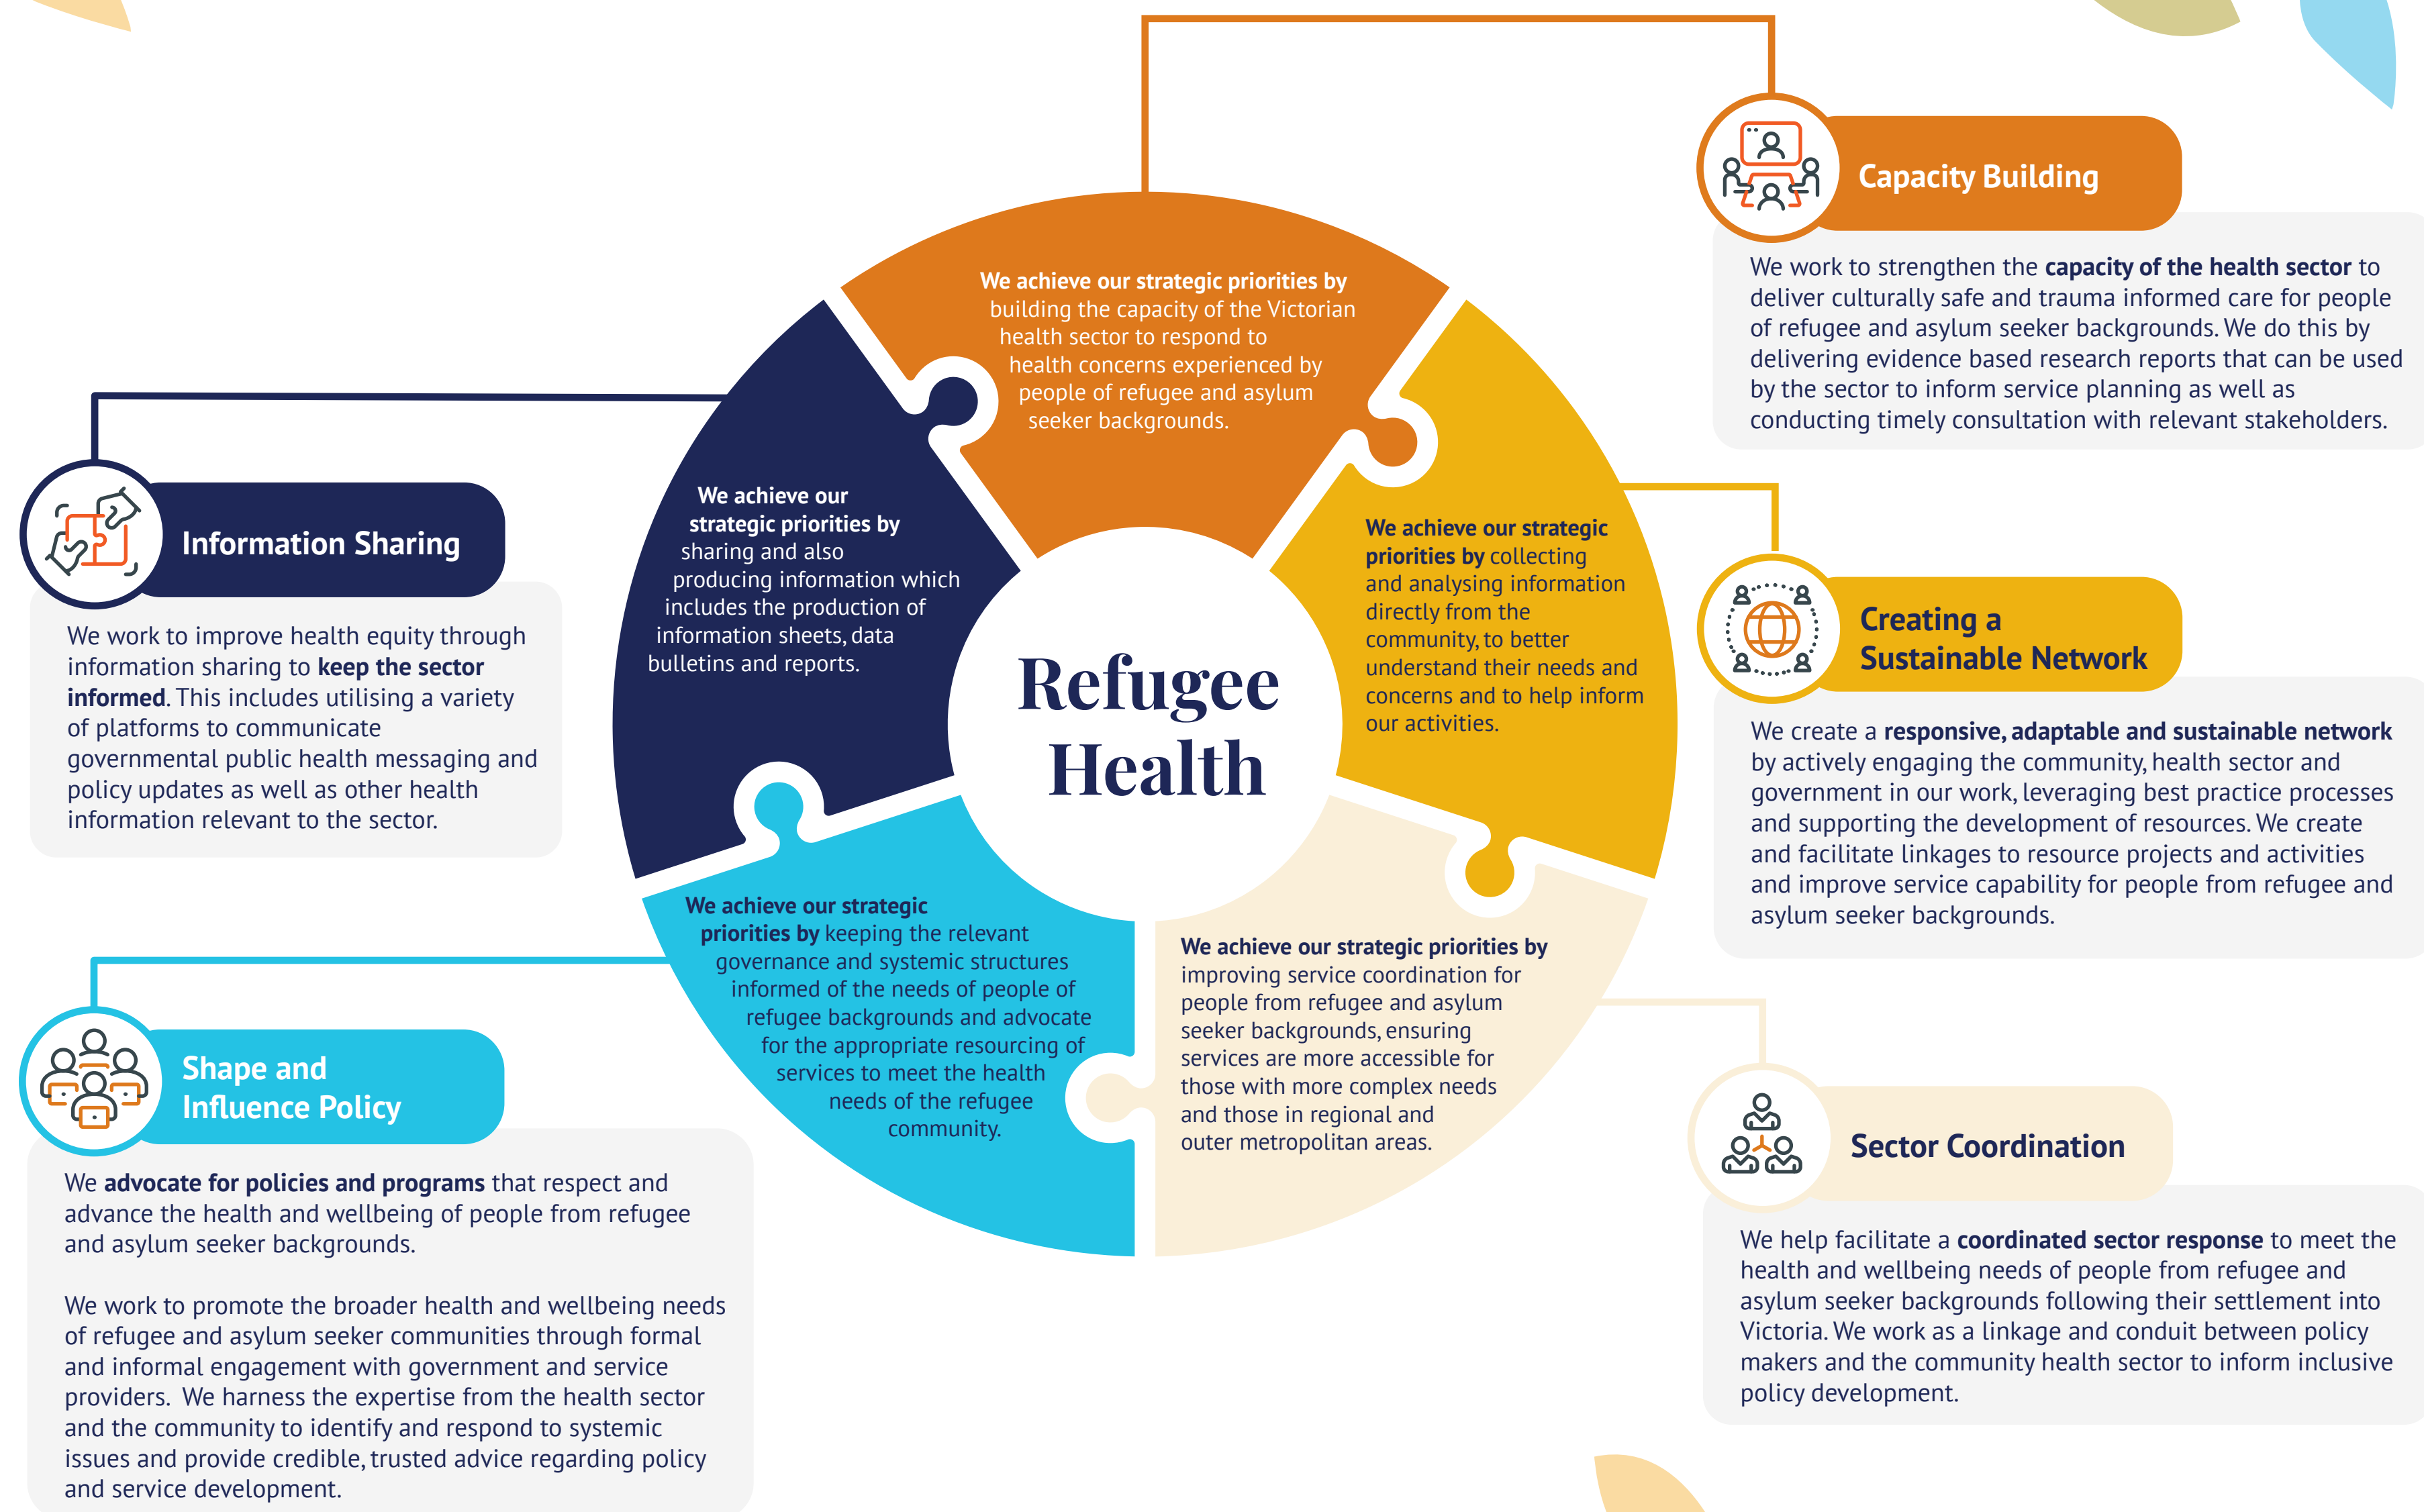 Capacity Building
We work to strengthen the capacity of the health sector to
deliver culturally safe and trauma informed care for people
of refugee and asylum seeker backgrounds. We do this by
delivering evidence based research reports that can be used
by the sector to inform service planning as well as
conducting timely consultation with relevant stakeholders.
We achieve our strategic priorities by
building the capacity of the Victorian
health sector to respond to
health concerns experienced by
people of refugee and asylum
seeker backgrounds.
Information Sharing
We work to improve health equity through
information sharing to keep the sector
informed. This includes utilising a variety
of platforms to communicate
governmental public health messaging and
policy updates as well as other health
information relevant to the sector.
We achieve our
strategic priorities by
sharing and also
producing information which
includes the production of
information sheets, data
bulletins and reports.
Refugee
Health
We achieve our strategic
priorities by collecting
and analysing information
directly from the
community, to better
understand their needs and
concerns and to help inform
our activities.
Creating a
Sustainable Network
We create a responsive, adaptable and sustainable network
by actively engaging the community, health sector and
government in our work, leveraging best practice processes
and supporting the development of resources. We create
and facilitate linkages to resource projects and activities
and improve service capability for people from refugee and
asylum seeker backgrounds.
We achieve our strategic
priorities by keeping the relevant
governance and systemic structures
informed of the needs of people of
refugee backgrounds and advocate
for the appropriate resourcing of
services to meet the health
needs of the refugee
community.
We achieve our strategic priorities by
improving service coordination for
people from refugee and asylum
seeker backgrounds, ensuring
services are more accessible for
those with more complex needs
and those in regional and
outer metropolitan areas.
Shape and
Influence Policy
We advocate for policies and programs that respect and
advance the health and wellbeing of people from refugee
and asylum seeker backgrounds.
We work to promote the broader health and wellbeing needs
of refugee and asylum seeker communities through formal
and informal engagement with government and service
providers. We harness the expertise from the health sector
and the community to identify and respond to systemic
issues and provide credible, trusted advice regarding policy
and service development.
Sector Coordination
We help facilitate a coordinated sector response to meet the
health and wellbeing needs of people from refugee and
asylum seeker backgrounds following their settlement into
Victoria. We work as a linkage and conduit between policy
makers and the community health sector to inform inclusive
policy development.